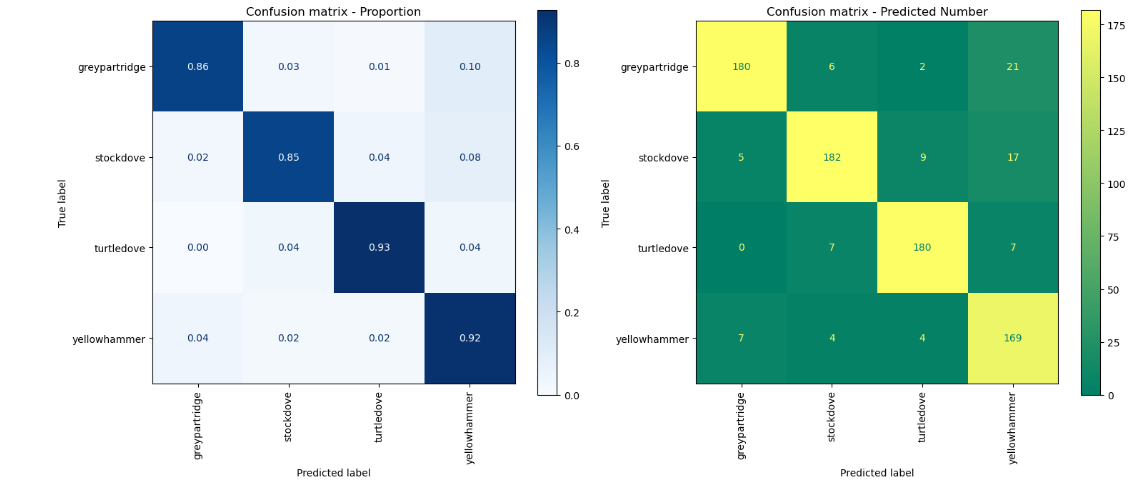 Confusion matrix - Proportion
greypartridge 0.86 0.03 0.01 0.10
stockdove 0.02 0.85 0.04 0.08
turtledove 0.00 0.04 0.93 0.04
yellowhammer 0.04 0.02 0.02 0.92
True label
greypartridge
stockdove
turtledove
yellowhammer
Predicted label
0.8
0.6
0.4
0.2
0.0
Confusion matrix - Predicted Number
greypartridge 180 6 2 21
stockdove 5 182 9 17
turtledove 0 7 180 7
yellowhammer 7 4 4 169
True label
greypartridge
stockdove
turtledove
yellowhammer
Predicted label
175
150
125
100
75
50
25
0